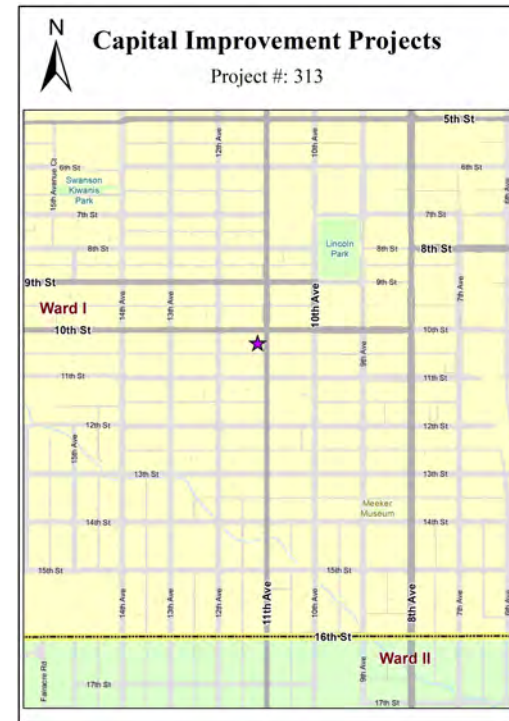 N
Capital Improvement Projects
Project #: 313
5th St
12th Ave
10th Ave
15th Avenue Ct
6th St
6th St
Swanson
Kiwanis
Park
7th St
7th St
8th St
Lincoln
Park
8th St
8th St
9th St
9th St
7th Ave
Ward I
14th Ave
13th Ave
10th Ave
10th St
10th St
9th Ave
11th St
11th St
12th St
12th St
15th Ave
13th St
13th St
Meeker
Museum
14th St
14th St
15th St
15th St
14th Ave
13th Ave
12th Ave
11th Ave
10th Ave
8th Ave
7th Ave
16th St
Ward II
Fairacre Rd
9th Ave
17th St
17th St